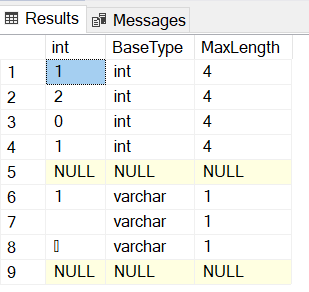 Results Messages
int BaseType MaxLength
1 1 int 4
2 2 int 4
3 0 int 4
4 1 int 4
5 NULL NULL NULL
6 1 varchar 1
7 varchar 1
8 varchar 1
9 NULL NULL NULL